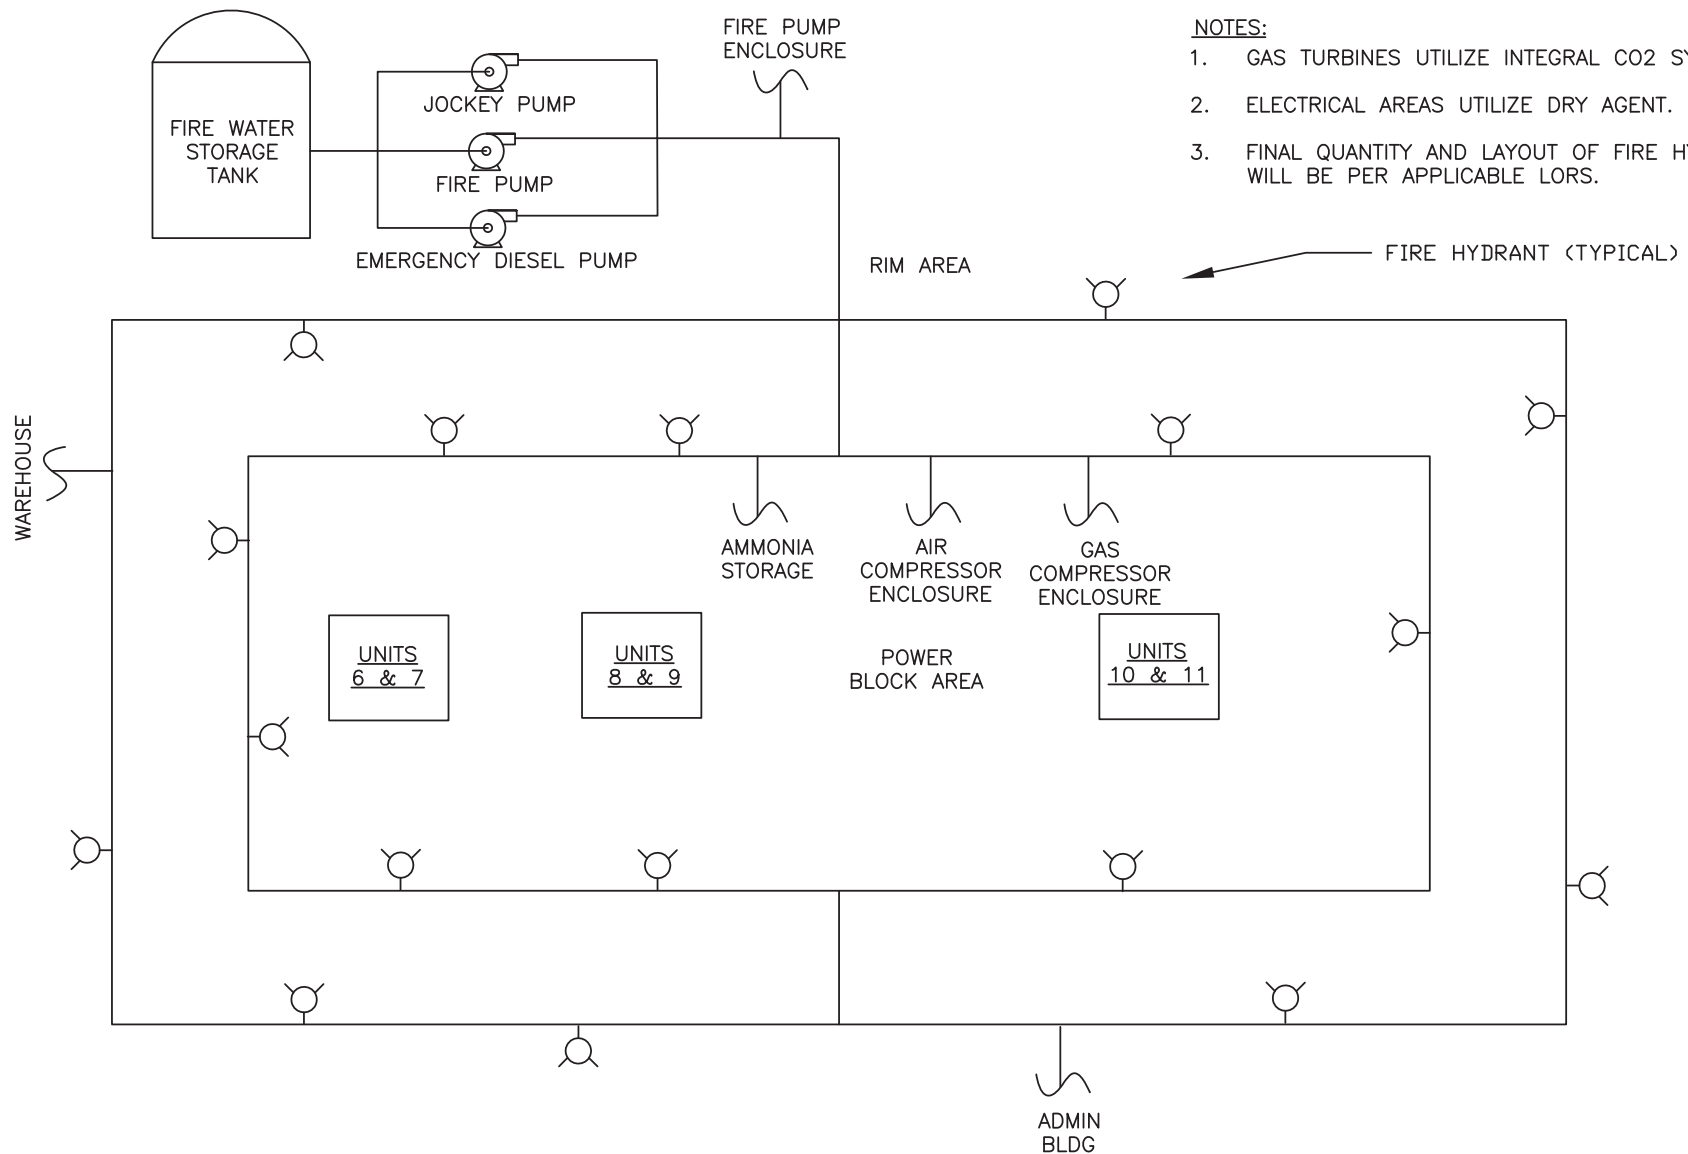 FIRE PUMP
ENCLOSURE
NOTES:
1. GAS TURBINES UTILIZE INTEGRAL CO2
2. ELECTRICAL AREAS UTILIZE DRY AGENT.
3. FINAL QUANTITY AND LAYOUT OF FIRE
WILL BE PER APPLICABLE LORS.
FIRE WATER
STORAGE
TANK
JOCKEY PUMP
FIRE PUMP
EMERGENCY DIESEL PUMP
RIM AREA
FIRE HYDRANT (TYPICAL)
WAREHOUSE
AMMONIA
STORAGE
AIR
COMPRESSOR
ENCLOSURE
GAS
COMPRESSOR
ENCLOSURE
UNITS
6 & 7
UNITS
8 & 9
POWER
BLOCK AREA
UNITS
10 & 11
ADMIN
BLDG